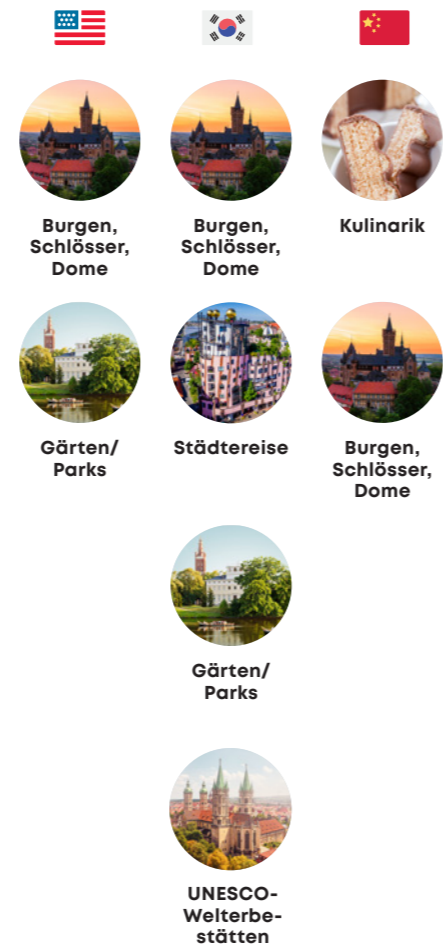 Burgen,
Schlösser,
Dome
Burgen,
Schlösser,
Dome
Kulinarik
Gärten/
Parks
Städtereise
Burgen,
Schlösser,
Dome
Gärten/
Parks
UNESCO-
Welterbe-
stätten